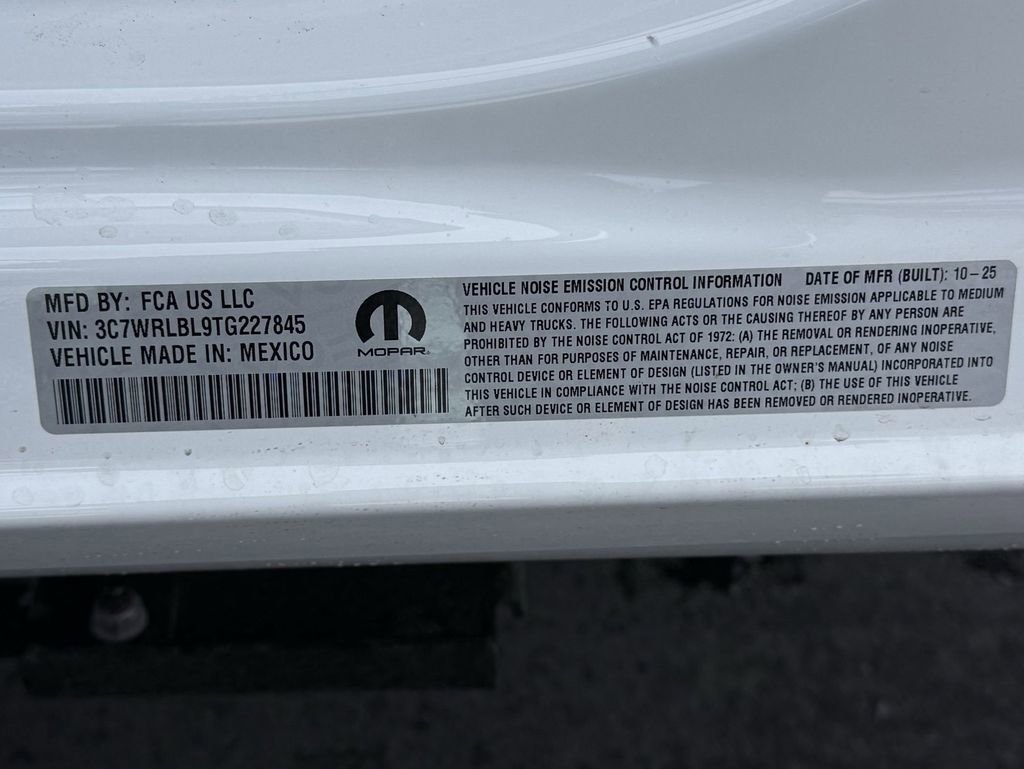 MFD BY: FCA US LLC
VIN: 3C7WRLBL9TG227845
VEHICLE MADE IN: MEXICO
MOPAR
VEHICLE NOISE EMISSION CONTROL INFORMATION DATE OF MFR (BUILT): 10-25
THIS VEHICLE CONFORMS TO U.S. EPA REGULATIONS FOR NOISE EMISSION APPLICABLE TO MEDIUM
AND HEAVY TRUCKS. THE FOLLOWING ACTS OR THE CAUSING THEREOF BY ANY PERSON ARE
PROHIBITED BY THE NOISE CONTROL ACT OF 1972: (A) THE REMOVAL OR RENDERING INOPERATIVE,
OTHER THAN FOR PURPOSES OF MAINTENANCE, REPAIR, OR REPLACEMENT, OF ANY NOISE
CONTROL DEVICE OR ELEMENT OF DESIGN (LISTED IN THE OWNER'S MANUAL) INCORPORATED INTO
THIS VEHICLE IN COMPLIANCE WITH THE NOISE CONTROL ACT; (B) THE USE OF THIS VEHICLE
AFTER SUCH DEVICE OR ELEMENT OF DESIGN HAS BEEN REMOVED OR RENDERED INOPERATIVE.